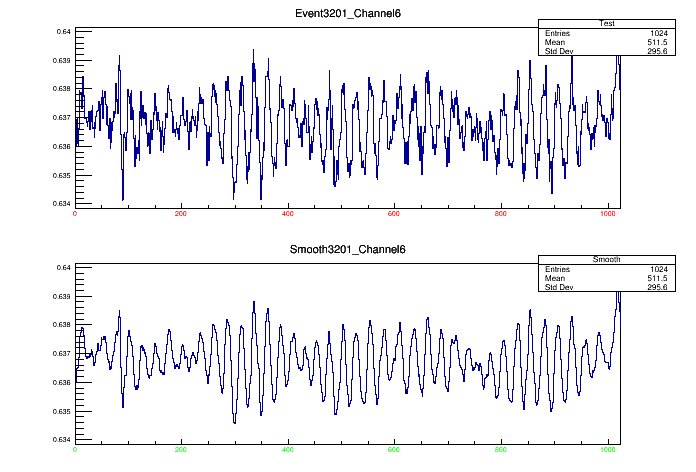 Event3201_Channel6
Test
Entries 1024
Mean 511.5
Std Dev 295.6
0.64
0.639
0.638
0.637
0.636
0.635
0.634
0 200 400 600 800 1000
Smooth3201_Channel6
Smooth
Entries 1024
Mean 511.5
Std Dev 295.6
0.64
0.639
0.638
0.637
0.636
0.635
0.634
0 200 400 600 800 1000